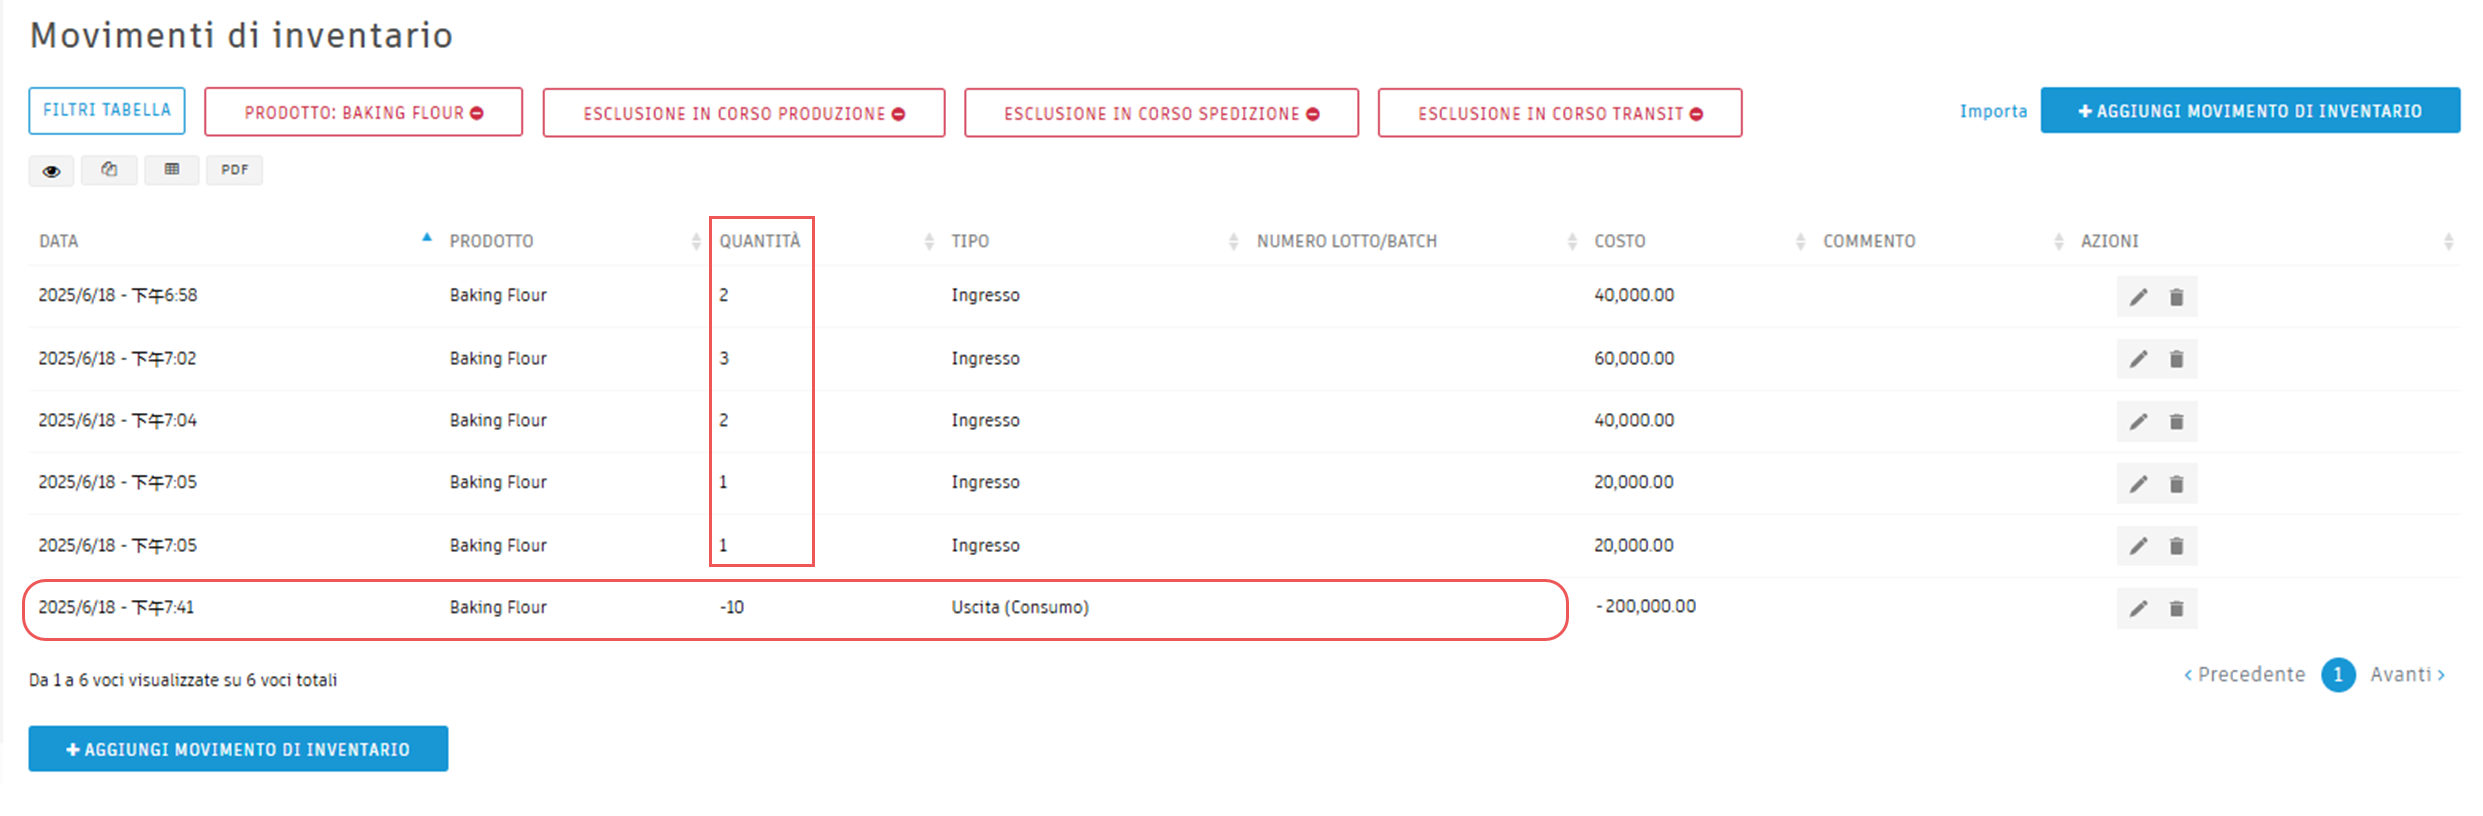 Movimenti di inventario
FILTRI TABELLA PRODOTTO: BAKING FLOUR ESCLUSIONE IN CORSO PRODUZIONE ESCLUSIONE IN CORSO SPEDIZIONE ESCLUSIONE IN CORSO TRANSIT Importa + AGGIUNGI MOVIMENTO DI INVENTARIO
PDF
DATA PRODOTTO QUANTITÀ TIPO NUMERO LOTTO/BATCH COSTO COMMENTO AZIONI
2025/6/18 - 下午6:58 Baking Flour 2 Ingresso 40,000.00
2025/6/18 - 下午7:02 Baking Flour 3 Ingresso 60,000.00
2025/6/18 - 下午7:04 Baking Flour 2 Ingresso 40,000.00
2025/6/18 - 下午7:05 Baking Flour 1 Ingresso 20,000.00
2025/6/18 - 下午7:05 Baking Flour 1 Ingresso 20,000.00
2025/6/18 - 下午7:41 Baking Flour -10 Uscita (Consumo) -200,000.00
Da 1 a 6 voci visualizzate su 6 voci totali
‹ Precedente 1 Avanti ›
+ AGGIUNGI MOVIMENTO DI INVENTARIO